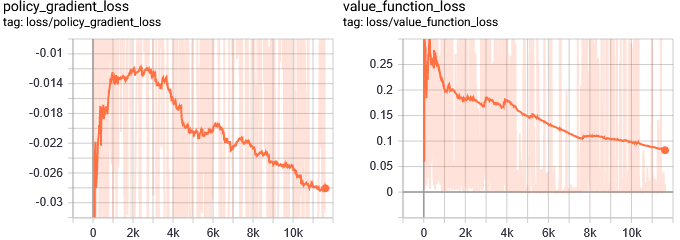 policy_gradient_loss
tag: loss/policy_gradient_loss
-0.01
-0.014
-0.018
-0.022
-0.026
-0.03
0 2k 4k 6k 8k 10k
value_function_loss
tag: loss/value_function_loss
0.25
0.2
0.15
0.1
0.05
0
0 2k 4k 6k 8k 10k